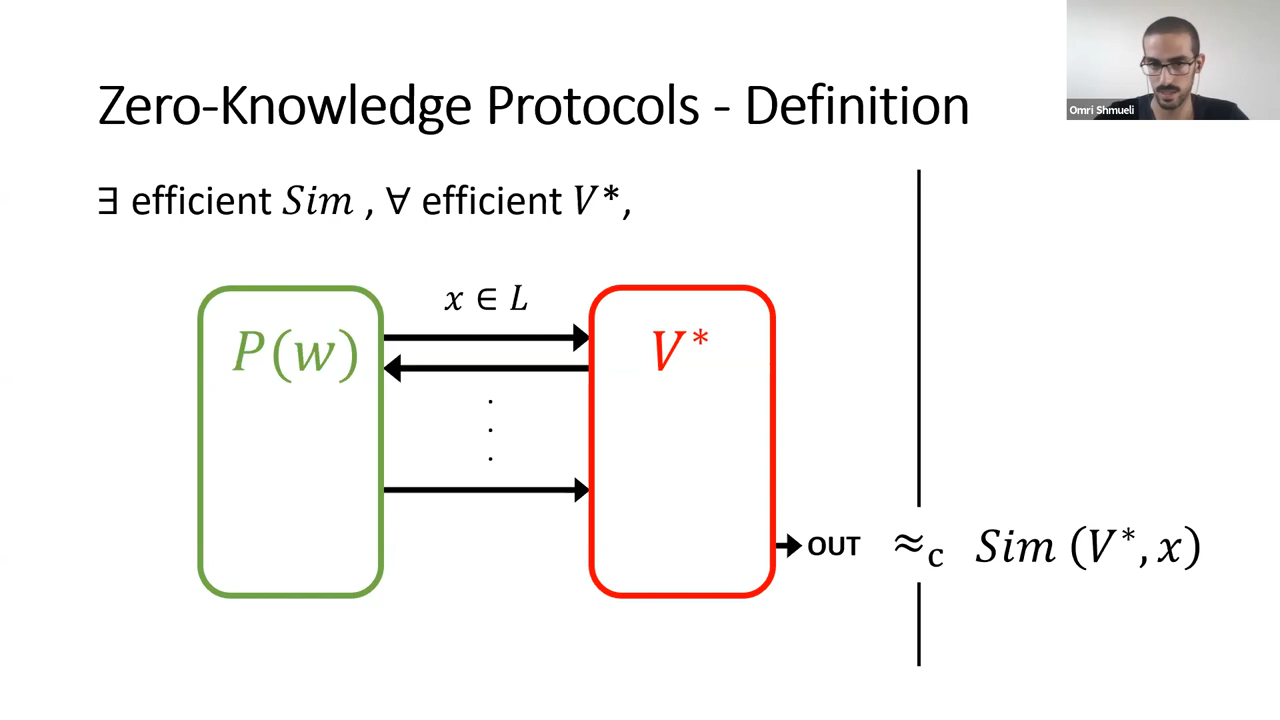 Zero-Knowledge Protocols - Definition
Omri Shmueli
∃ efficient Sim , ∀ efficient V*,
x ∈ L
P(w)
V*
OUT ≈c Sim (V*, x)